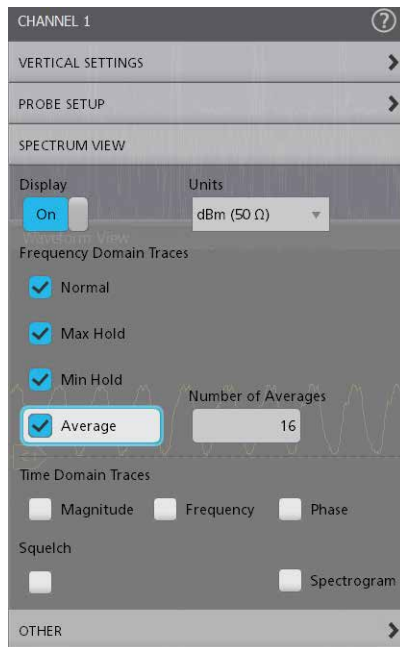 CHANNEL 1 ?
VERTICAL SETTINGS
PROBE SETUP
SPECTRUM VIEW
Display Units
On dBm (50 Ω)
Waveform View
Frequency Domain Traces
Normal
Max Hold
Min Hold
Number of Averages
Average 16
Time Domain Traces
Magnitude Frequency Phase
Squelch
Spectrogram
OTHER